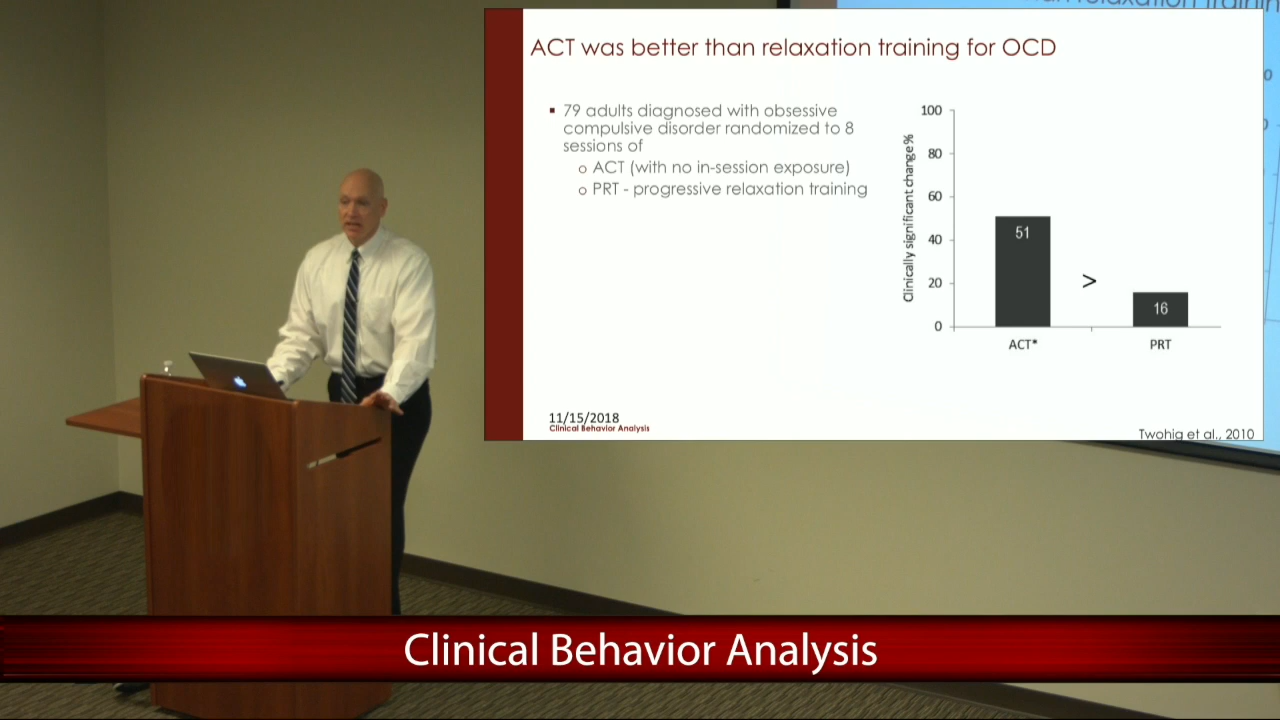 ACT was better than relaxation training for OCD
▪ 79 adults diagnosed with obsessive
compulsive disorder randomized to 8
sessions of
o ACT (with no in-session exposure)
o PRT - progressive relaxation training
Clinically significant change%
100
80
60
40
20
0
51
>
16
ACT*
PRT
11/15/2018
Clinical Behavior Analysis
Twohig et al., 2010
relaxation
Clinical Behavior Analysis